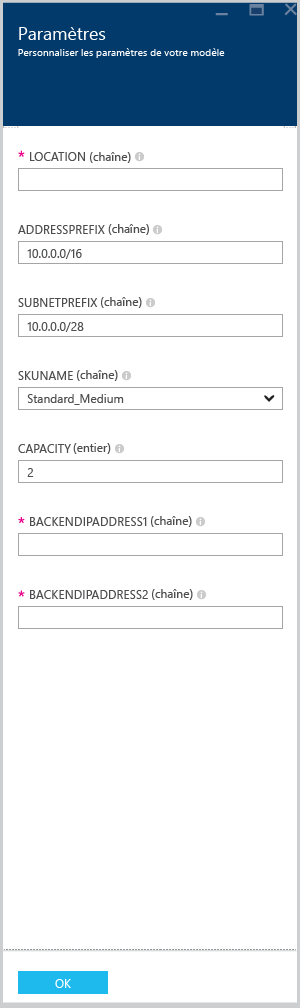 Paramètres
Personnaliser les paramètres de votre modèle
* LOCATION (chaîne)
ADDRESSPREFIX (chaîne)
10.0.0.0/16
SUBNETPREFIX (chaîne)
10.0.0.0/28
SKUNAME (chaîne)
Standard_Medium
CAPACITY (entier)
2
* BACKENDIPADDRESS1 (chaîne)
* BACKENDIPADDRESS2 (chaîne)
OK